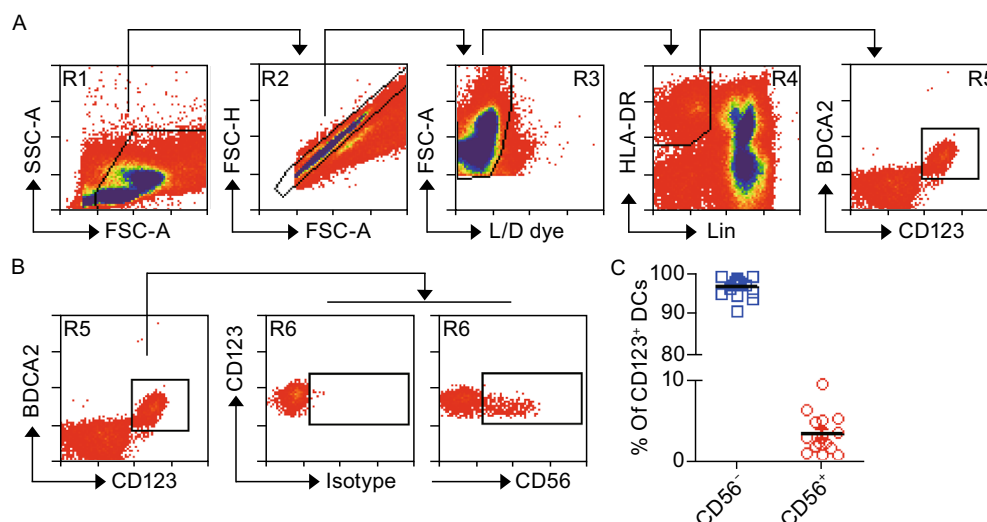 A
R1
SSC-A
FSC-A
R2
FSC-H
FSC-A
R3
FSC-A
L/D dye
R4
HLA-DR
Lin
R5
BDCA2
CD123
B
R5
BDCA2
CD123
R6
CD123
Isotype
R6
CD56
C
% Of CD123⁺ DCs
100
90
80
10
0
CD56⁻
CD56⁺